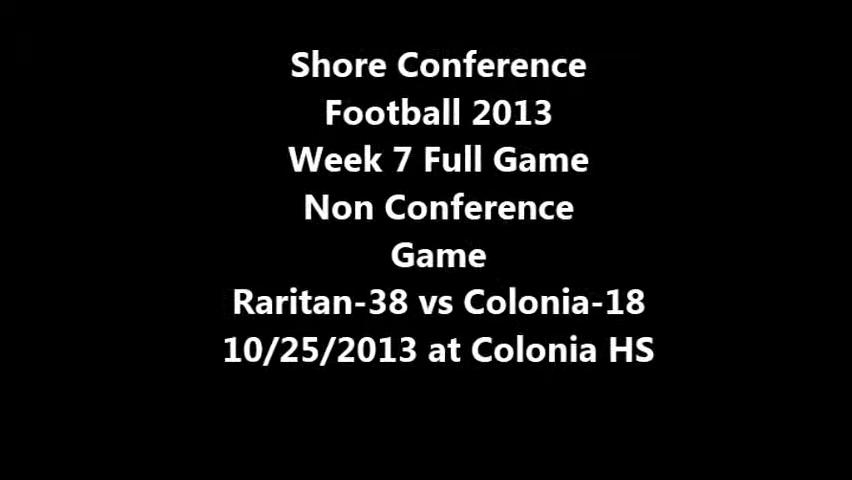 Shore Conference
Football 2013
Week 7 Full Game
Non Conference
Game
Raritan-38 vs Colonia-18
10/25/2013 at Colonia HS